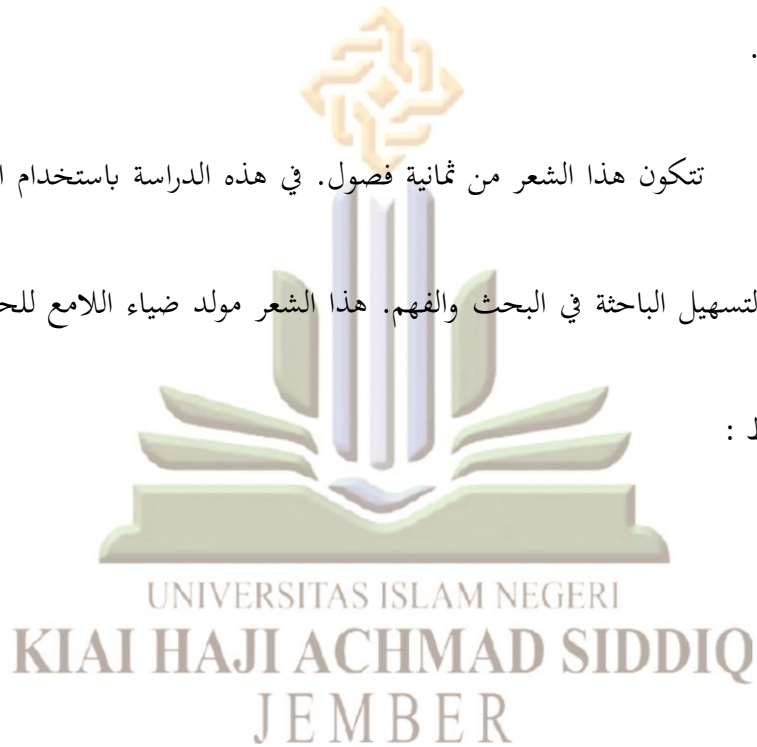 .
تتكون هذا الشعر من ثمانية فصول. في هذه الدراسة باستخدام
لتسهيل الباحثة في البحث والفهم. هذا الشعر مولد ضياء اللامع
:
UNIVERSITAS ISLAM NEGERI
KIAI HAJI ACHMAD SIDDIQ
JEMBER